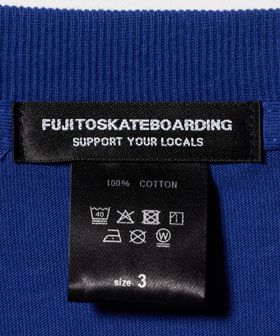 FUJITOSKATEBOARDING
SUPPORT YOUR LOCALS
100% COTTON
40
W
size- 3